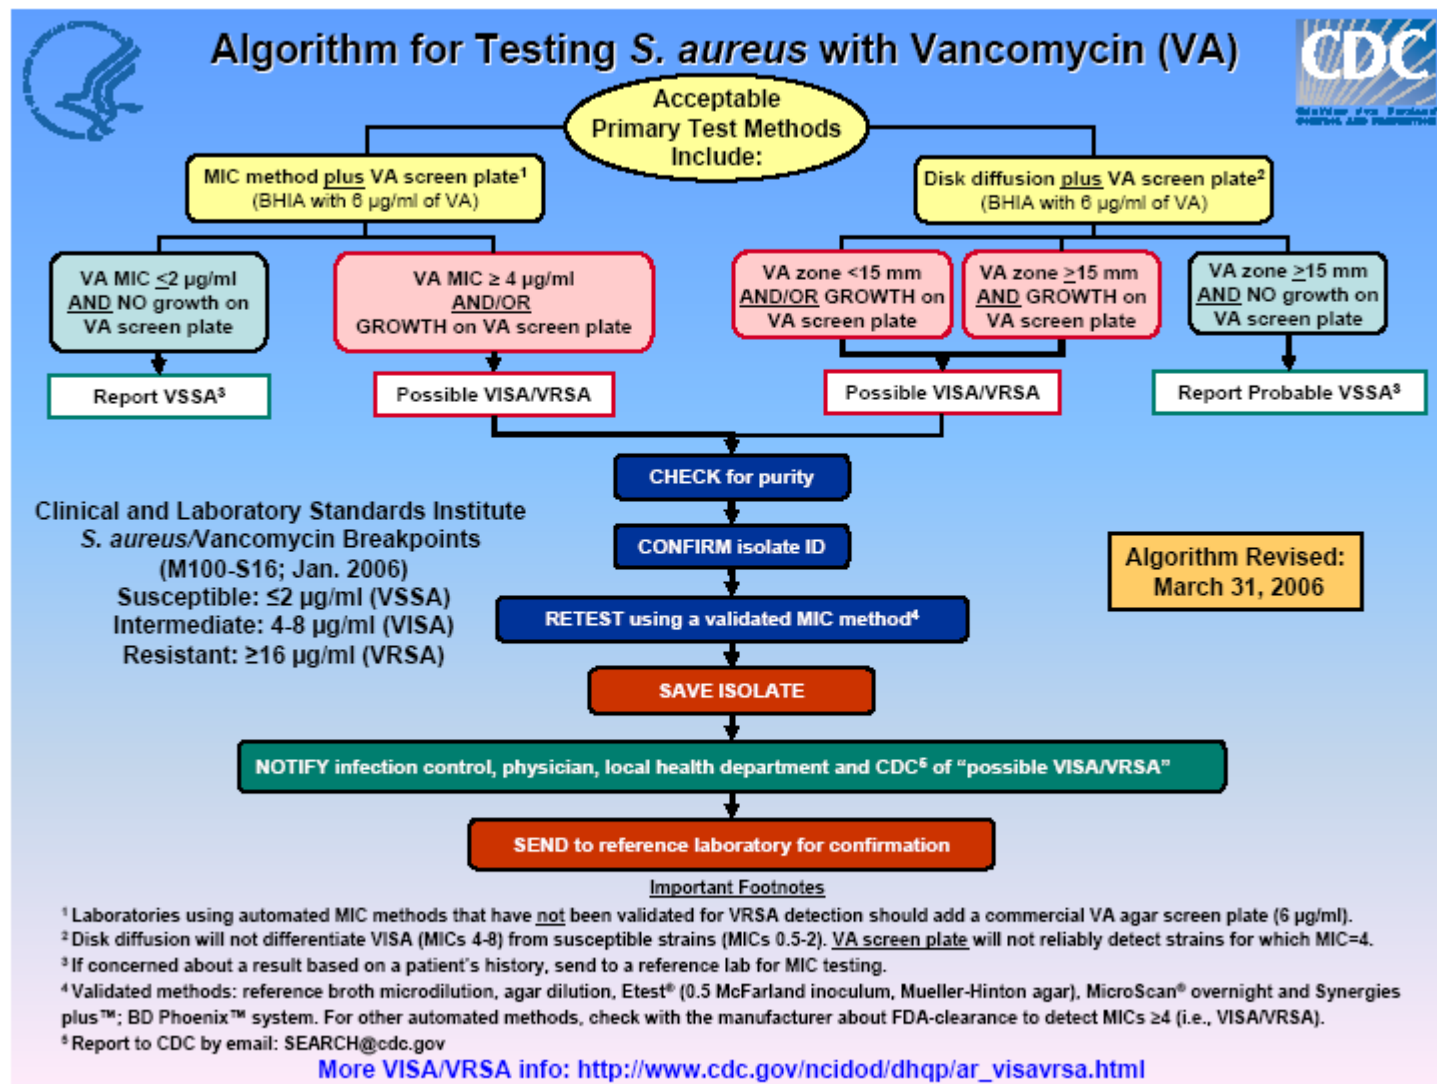 Algorithm for Testing S. aureus with Vancomycin (VA)
CDC
Acceptable
Primary Test Methods
Include:
MIC method plus VA screen plate¹
(BHIA with 6 µg/ml of VA)
Disk diffusion plus VA screen plate²
(BHIA with 6 µg/ml of VA)
VA MIC ≤2 µg/ml
AND NO growth on
VA screen plate
VA MIC ≥ 4 µg/ml
AND/OR
GROWTH on VA screen plate
VA zone <15 mm
AND/OR GROWTH on
VA screen plate
VA zone ≥15 mm
AND GROWTH on
VA screen plate
VA zone ≥15 mm
AND NO growth on
VA screen plate
Report VSSA³
Possible VISA/VRSA
Possible VISA/VRSA
Report Probable VSSA³
CHECK for purity
CONFIRM isolate ID
RETEST using a validated MIC method⁴
SAVE ISOLATE
NOTIFY infection control, physician, local health department and CDC⁵ of “possible VISA/VRSA”
SEND to reference laboratory for confirmation
Clinical and Laboratory Standards Institute
S. aureus/Vancomycin Breakpoints
(M100-S16; Jan. 2006)
Susceptible: ≤2 µg/ml (VSSA)
Intermediate: 4-8 µg/ml (VISA)
Resistant: ≥16 µg/ml (VRSA)
Algorithm Revised:
March 31, 2006
Important Footnotes
¹ Laboratories using automated MIC methods that have not been validated for VRSA detection should add a commercial VA agar screen plate (6 µg/ml).
² Disk diffusion will not differentiate VISA (MICs 4-8) from susceptible strains (MICs 0.5-2). VA screen plate will not reliably detect strains for which MIC=4.
³ If concerned about a result based on a patient's history, send to a reference lab for MIC testing.
⁴ Validated methods: reference broth microdilution, agar dilution, Etest® (0.5 McFarland inoculum, Mueller-Hinton agar), MicroScan® overnight and Synergies
plus™; BD Phoenix™ system. For other automated methods, check with the manufacturer about FDA-clearance to detect MICs ≥4 (i.e., VISA/VRSA).
⁵ Report to CDC by email: SEARCH@cdc.gov
More VISA/VRSA info: http://www.cdc.gov/ncidod/dhqp/ar_visavrsa.html